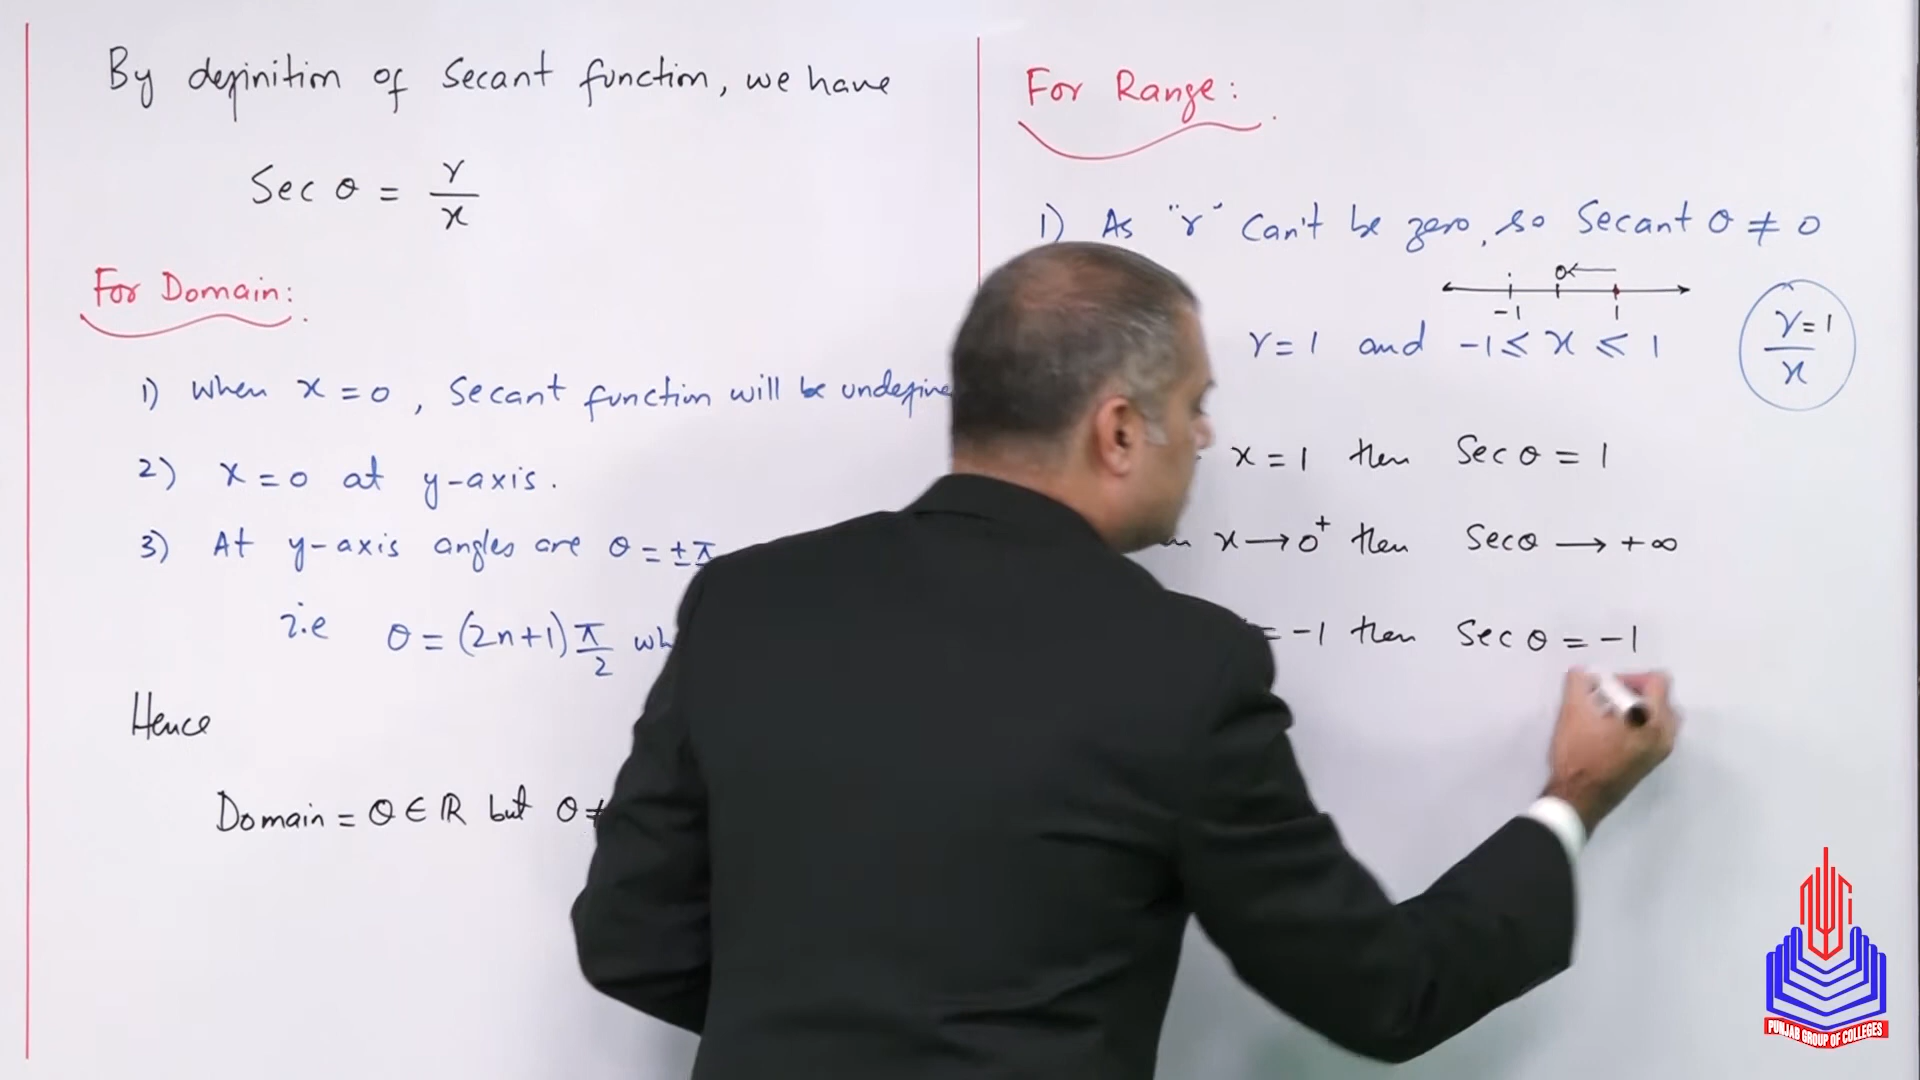 By definition of Secant function, we have
Sec θ = r/x
For Domain:
1) When x = 0, Secant function will be
2) x = 0 at y-axis.
3) At y-axis angles are θ = ±π
i.e θ = (2n+1)π/2
Hence
Domain = θ ∈ ℝ but θ ≠
For Range:
1) As "r" Can't be zero, so Secant θ ≠ 0
0
-1 1
r = 1 and -1 ≤ x ≤ 1
r = 1
x
x = 1 then Sec θ = 1
x → 0⁺ then Sec θ → +∞
= -1 then Sec θ = -1
PUNJAB GROUP OF COLLEGES